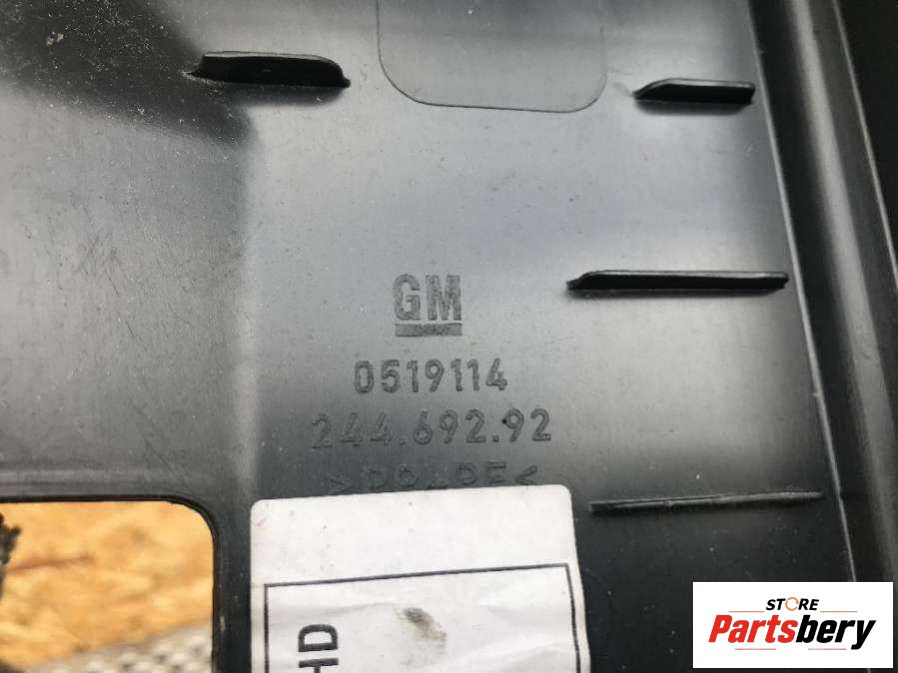 GM
0519114
244.692.92
HD
STORE
Partsbery